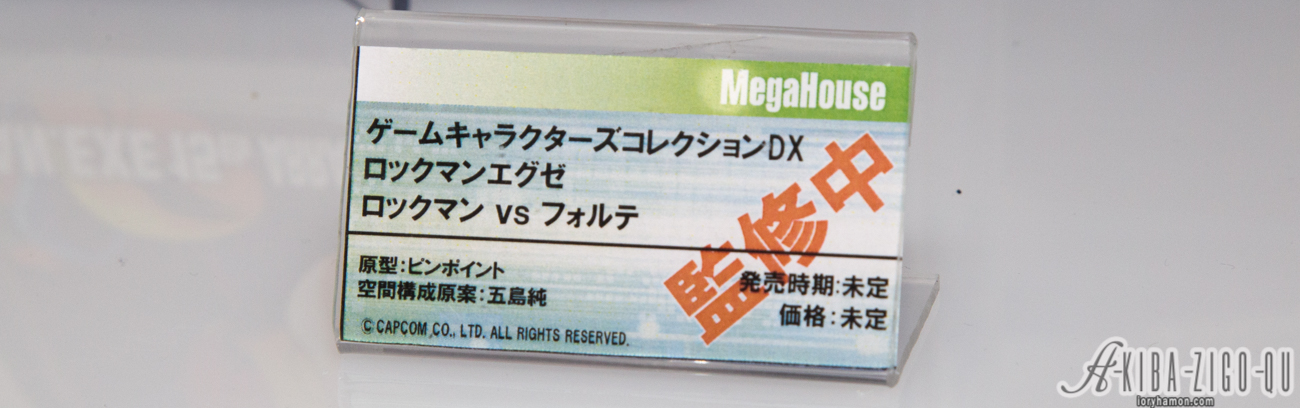 MegaHouse
ゲームキャラクターズコレクションDX
ロックマンエグゼ
ロックマン vs フォルテ
監修中
原型:ピンポイント
空間構成原案:五島純
発売時期:未定
価格:未定
© CAPCOM CO., LTD. ALL RIGHTS RESERVED.
A-KIBA-ZIGO-QU
loryhamon.com